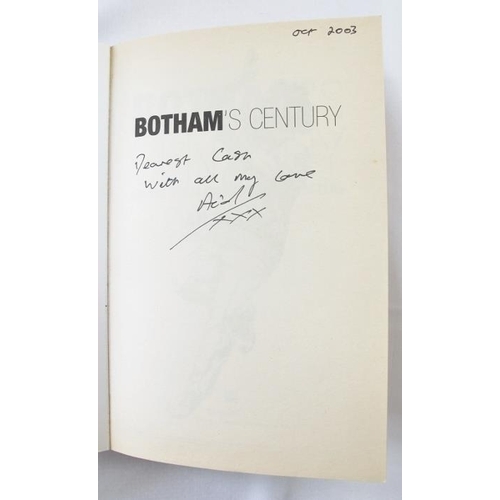 Oct 2003
BOTHAM'S CENTURY
Dearest Cash
With all my love
xxx